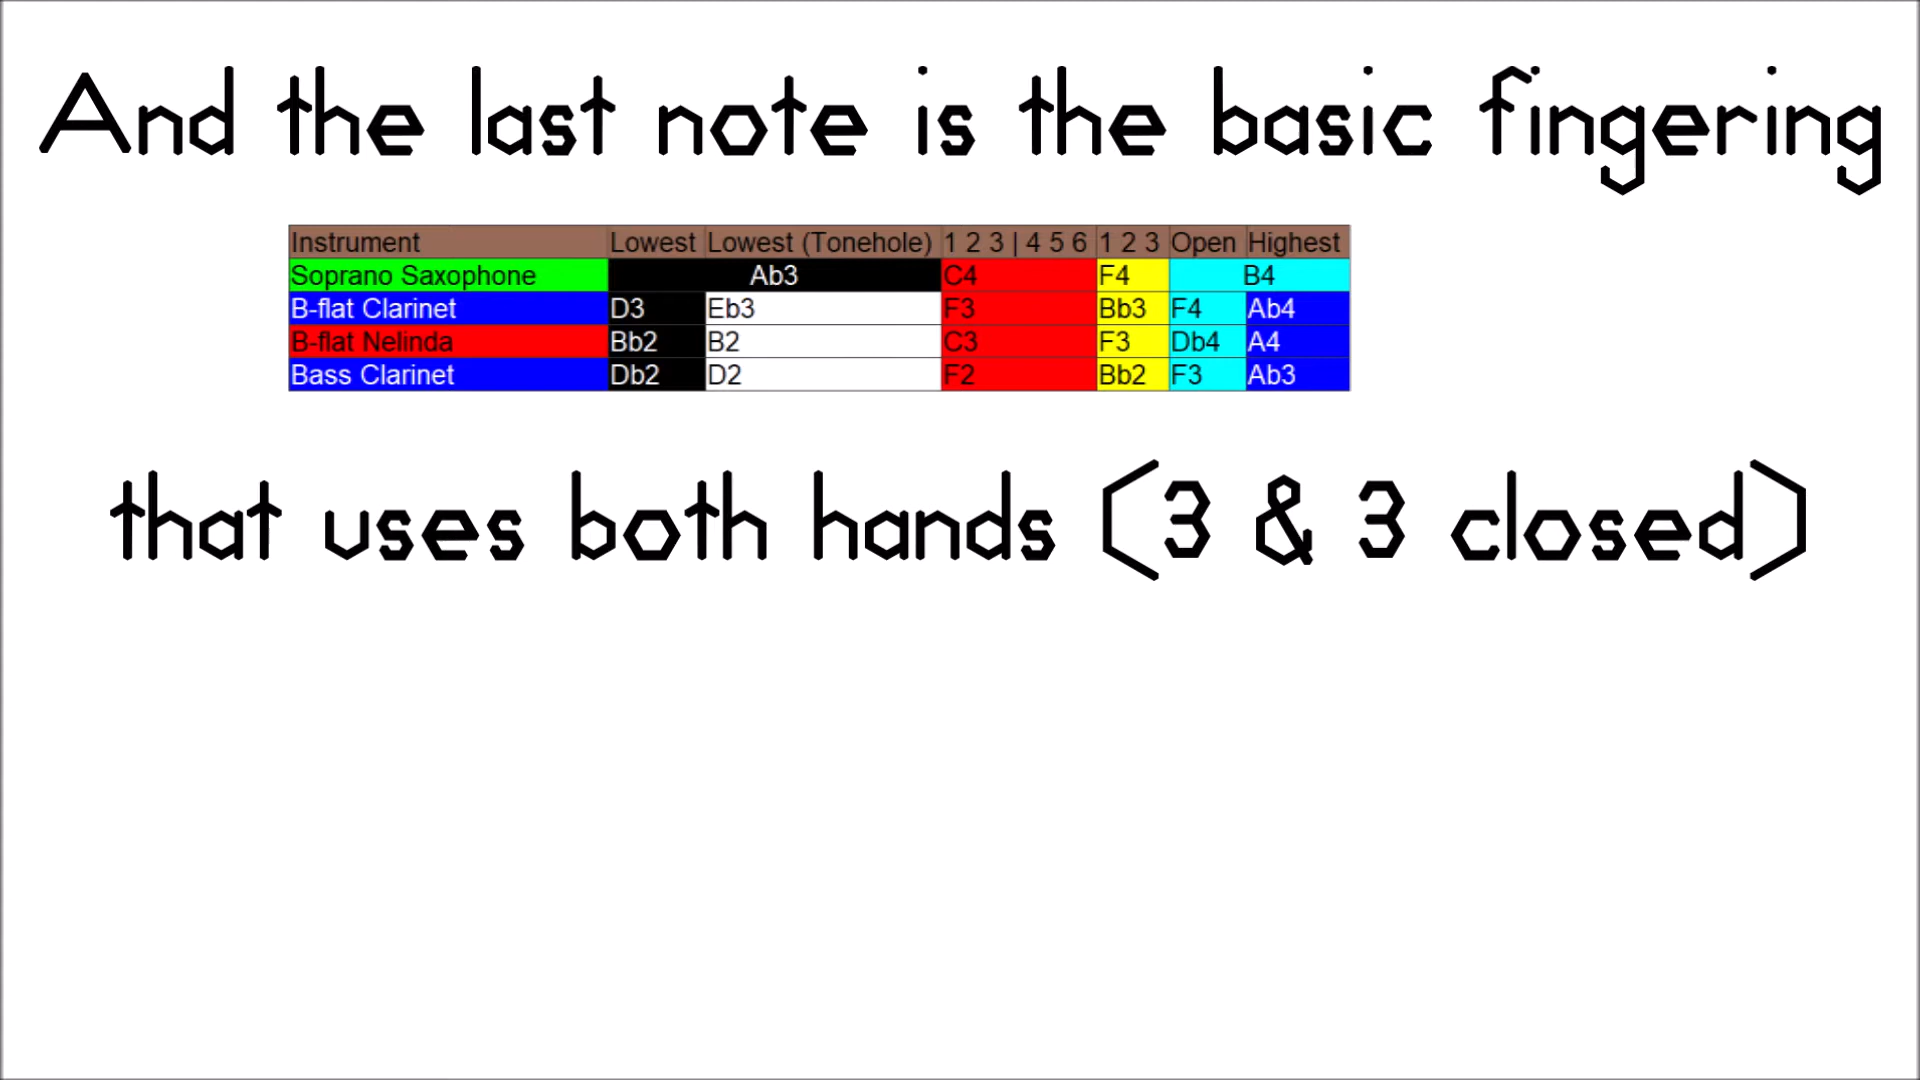 And the last note is the basic fingering
Instrument Lowest Lowest (Tonehole) 1 2 3 | 4 5 6 1 2 3 Open Highest
Soprano Saxophone Ab3 C4 F4 B4
B-flat Clarinet D3 Eb3 F3 Bb3 F4 Ab4
B-flat Nelinda Bb2 B2 C3 F3 Db4 A4
Bass Clarinet Db2 D2 F2 Bb2 F3 Ab3
that uses both hands (3 & 3 closed)